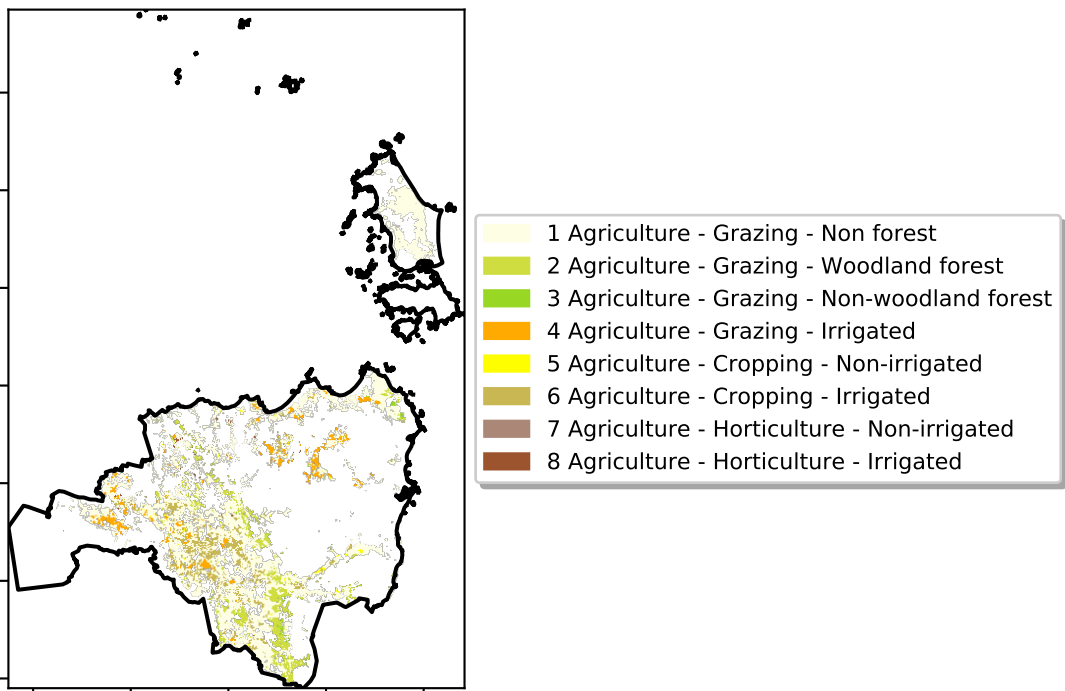 1 Agriculture - Grazing - Non forest
2 Agriculture - Grazing - Woodland forest
3 Agriculture - Grazing - Non-woodland forest
4 Agriculture - Grazing - Irrigated
5 Agriculture - Cropping - Non-irrigated
6 Agriculture - Cropping - Irrigated
7 Agriculture - Horticulture - Non-irrigated
8 Agriculture - Horticulture - Irrigated